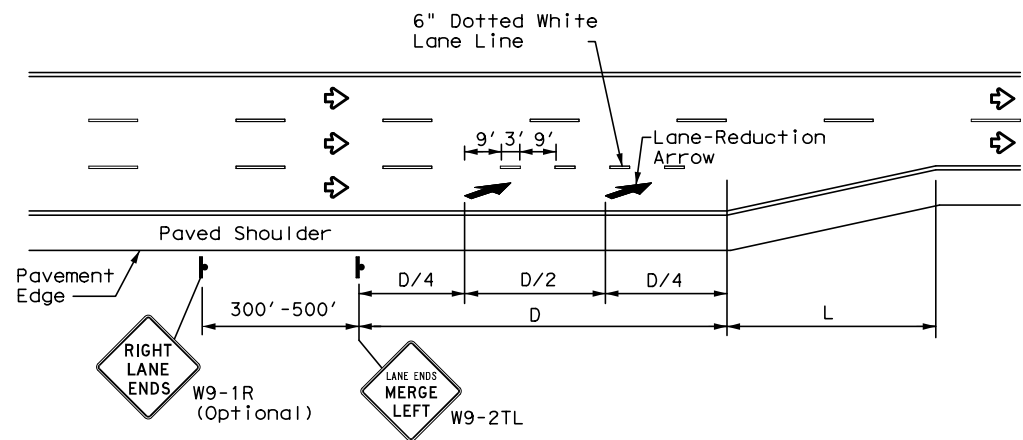 6" Dotted White
Lane Line
9' 3' 9'
Lane-Reduction
Arrow
Paved Shoulder
Pavement
Edge
D/4 D/2 D/4
300'-500' D L
RIGHT
LANE
ENDS
W9-1R
(Optional)
LANE ENDS
MERGE
LEFT
W9-2TL